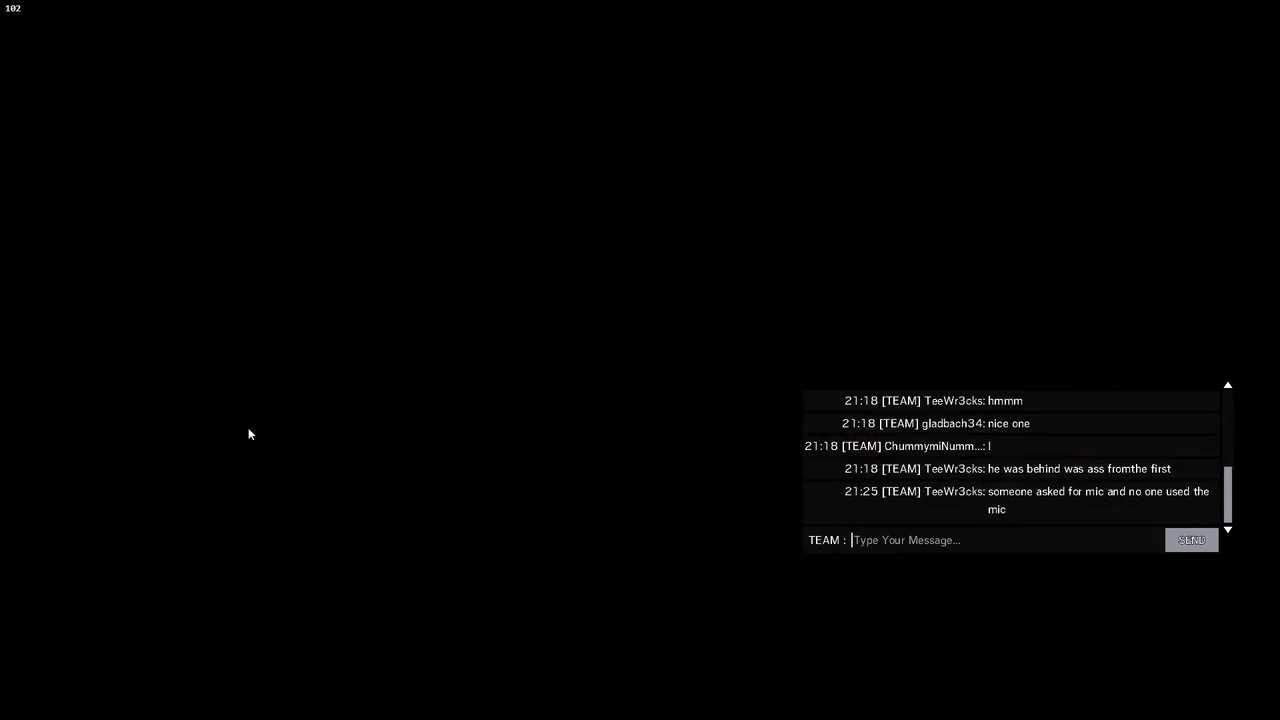 102
21:18 [TEAM] TeeWr3cks: hmmm
21:18 [TEAM] gladbach34: nice one
21:18 [TEAM] ChummymiNumm...: !
21:18 [TEAM] TeeWr3cks: he was behind was ass fromthe first
21:25 [TEAM] TeeWr3cks: someone asked for mic and no one used the
mic
TEAM : Type Your Message... SEND